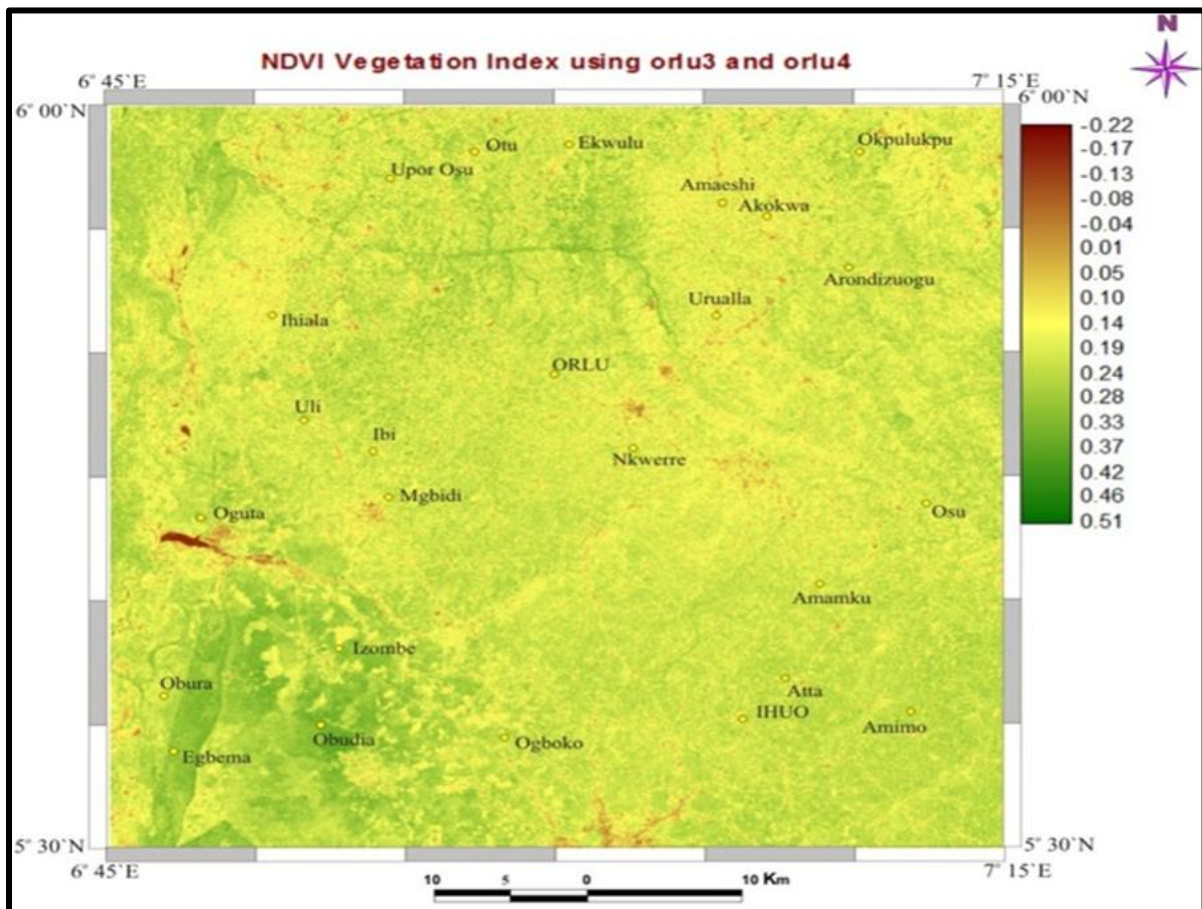 N
NDVI Vegetation Index using orlu3 and orlu4
6° 45`E
7° 15`E
6° 00`N
6° 00`N
-0.22
-0.17
-0.13
-0.08
-0.04
0.01
0.05
0.10
0.14
0.19
0.24
0.28
0.33
0.37
0.42
0.46
0.51
Otu
Ekwulu
Okpulukpu
Upor Osu
Amaeshi
Akokwa
Arondizuogu
Urualla
Ihiala
ORLU
Uli
Ibi
Nkwerre
Mgbidi
Oguta
Osu
Amamku
Izombe
Obura
Atta
IHUO
Amimo
Obudia
Ogboko
Egbema
5° 30`N
5° 30`N
6° 45`E
7° 15`E
10 5 0 10 Km